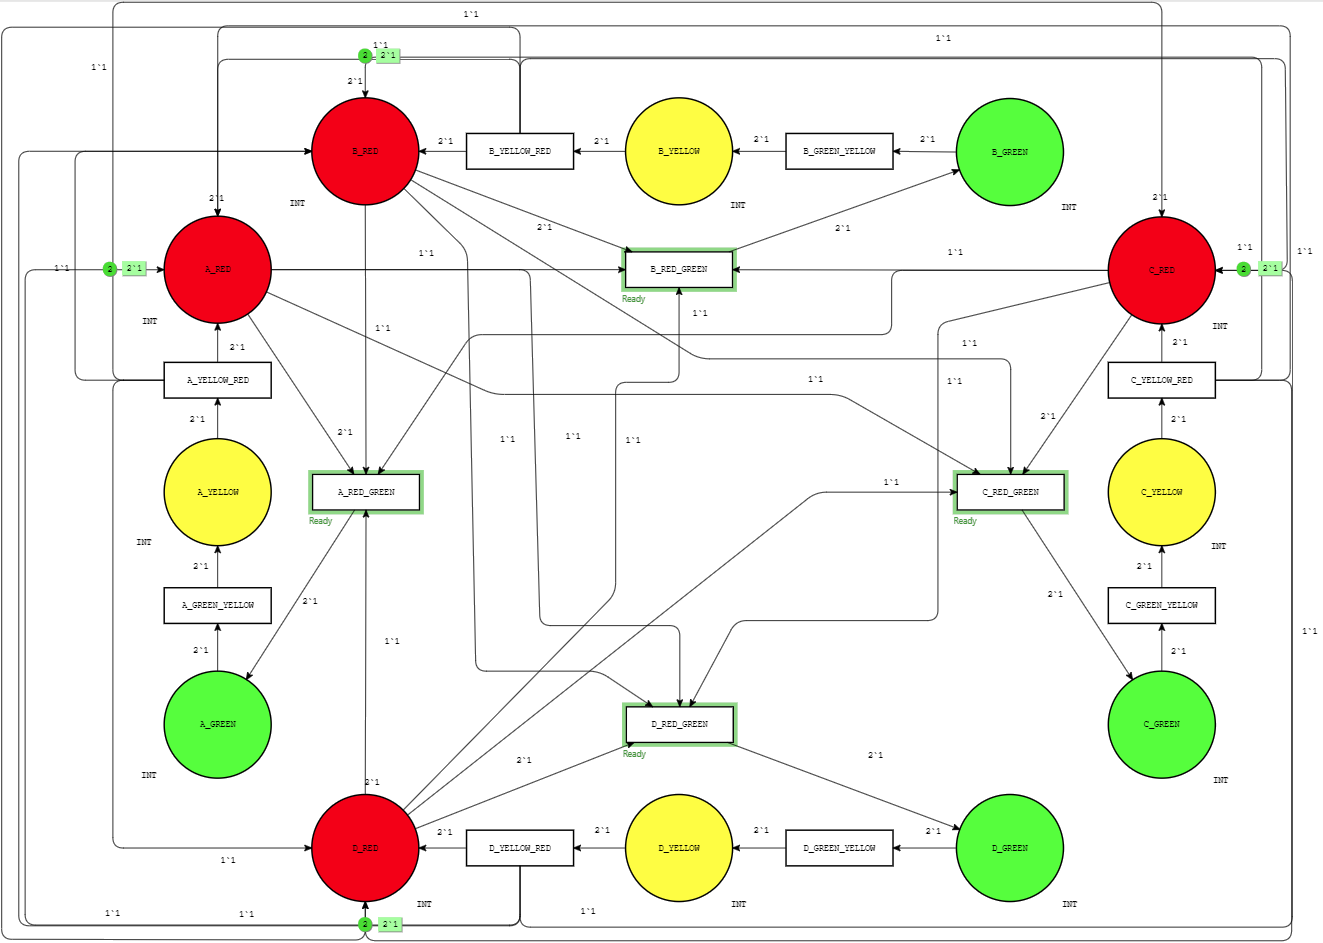 1`1
1`1
1`1
2 2`1
1`1
2`1
B_RED
2`1
B_YELLOW_RED
2`1
B_YELLOW
2`1
B_GREEN_YELLOW
2`1
B_GREEN
INT
INT
INT
2`1
2`1
2`1
2`1
1`1
1`1
1`1
1`1
1`1
2 2`1
A_RED
B_RED_GREEN
Ready
C_RED
2 2`1
INT
INT
1`1
1`1
2`1
1`1
2`1
A_YELLOW_RED
1`1
1`1
C_YELLOW_RED
2`1
2`1
1`1
1`1
1`1
2`1
2`1
A_YELLOW
A_RED_GREEN
Ready
1`1
C_RED_GREEN
Ready
C_YELLOW
INT
INT
2`1
2`1
A_GREEN_YELLOW
2`1
2`1
C_GREEN_YELLOW
2`1
1`1
2`1
1`1
A_GREEN
D_RED_GREEN
Ready
C_GREEN
INT
2`1
2`1
2`1
INT
D_RED
2`1
D_YELLOW_RED
2`1
D_YELLOW
2`1
D_GREEN_YELLOW
2`1
D_GREEN
1`1
INT
INT
INT
1`1
1`1
2 2`1
1`1